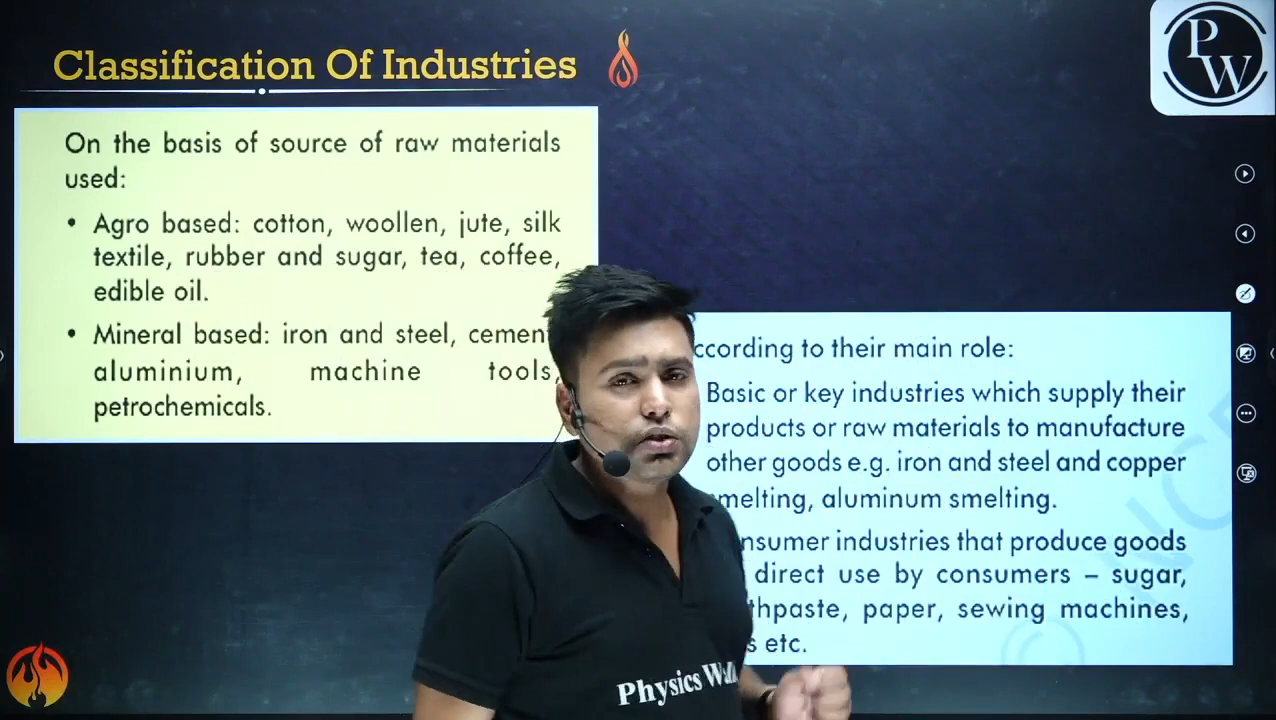 Classification Of Industries
P
W
On the basis of source of raw materials
used:
• Agro based: cotton, woollen, jute, silk
textile, rubber and sugar, tea, coffee,
edible oil.
• Mineral based: iron and steel, cement
aluminium, machine tools
petrochemicals.
ccording to their main role:
Basic or key industries which supply their
products or raw materials to manufacture
other goods e.g. iron and steel and copper
melting, aluminum smelting.
nsumer industries that produce goods
direct use by consumers – sugar,
thpaste, paper, sewing machines,
s etc.
©
Physics W